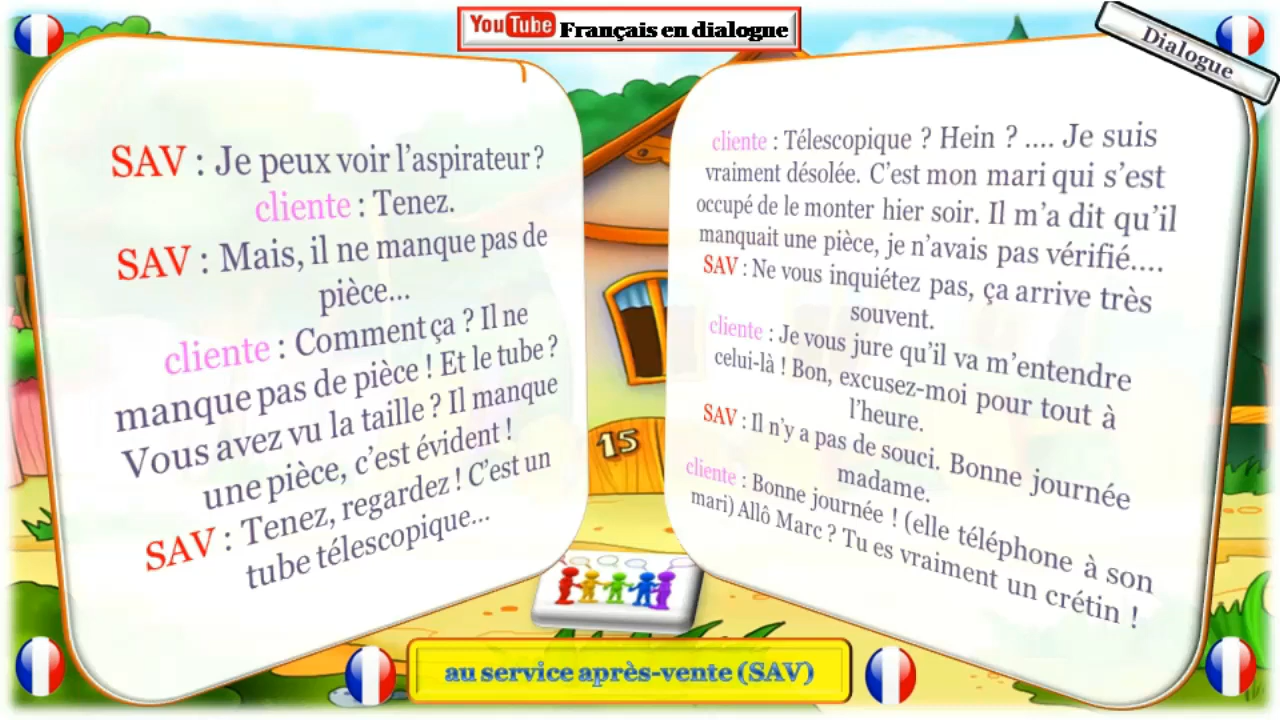 YouTube Français en dialogue
Dialogue
SAV : Je peux voir l'aspirateur ?
cliente : Tenez.
SAV : Mais, il ne manque pas de
pièce...
cliente : Comment ça ? Il ne
manque pas de pièce ! Et le tube ?
Vous avez vu la taille ? Il manque
une pièce, c'est évident !
SAV : Tenez, regardez ! C'est un
tube télescopique...
cliente : Télescopique ? Hein ? .... Je suis
vraiment désolée. C'est mon mari qui s'est
occupé de le monter hier soir. Il m'a dit qu'il
manquait une pièce, je n'avais pas vérifié....
SAV : Ne vous inquiétez pas, ça arrive très
souvent.
cliente : Je vous jure qu'il va m'entendre
celui-là ! Bon, excusez-moi pour tout à
l'heure.
SAV : Il n'y a pas de souci. Bonne journée
madame.
cliente : Bonne journée ! (elle téléphone à son
mari) Allô Marc ? Tu es vraiment un crétin !
15
au service après-vente (SAV)